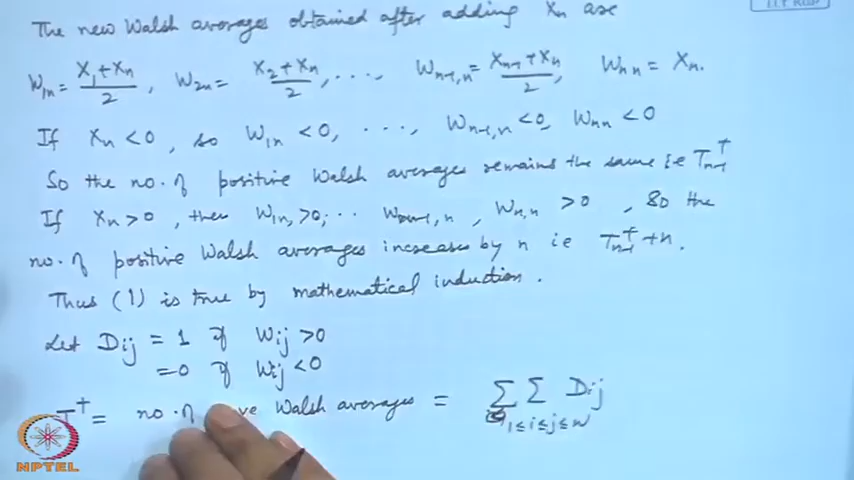 The new Walsh averages obtained after adding Xn are
W1n = X1+Xn/2 , W2n = X2+Xn/2 , . . . . , Wn-1,n = Xn-1+Xn/2 , Wnn = Xn.
If Xn < 0 , so W1n < 0, . . . . , Wn-1,n < 0, Wnn < 0
So the no. of positive Walsh averages remains the same i.e T+n-1
If Xn > 0 , then W1n, > 0, . . . Wn-1,n , Wn,n > 0 , So the
no. of positive Walsh averages increases by n ie T+n-1 + n .
Thus (1) is true by mathematical induction .
Let Dij = 1 if Wij > 0
= 0 if Wij < 0
T+ = no. of ve Walsh averages = Σ Σ Dij
1 ≤ i ≤ j ≤ n
NPTEL